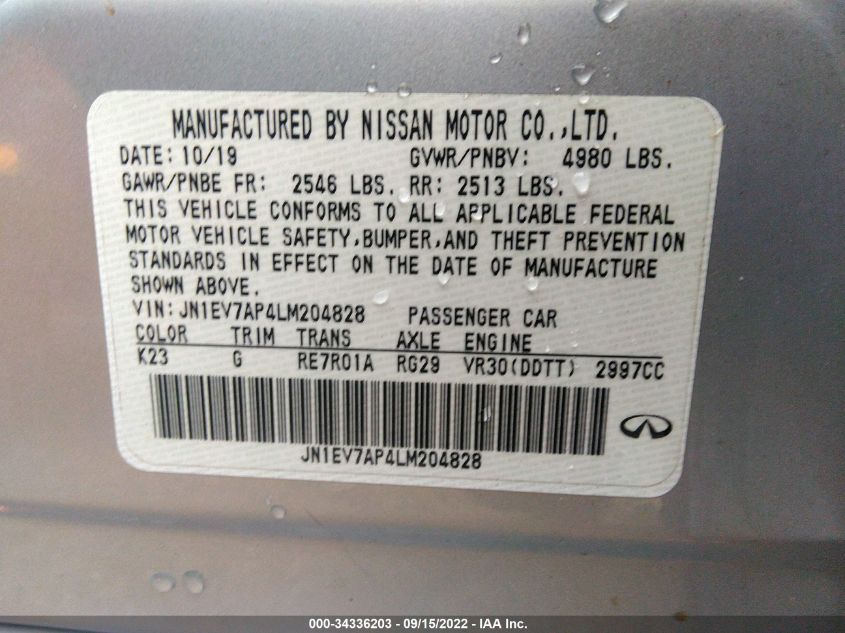 MANUFACTURED BY NISSAN MOTOR CO.,LTD.
DATE: 10/19 GVWR/PNBV: 4980 LBS.
GAWR/PNBE FR: 2546 LBS. RR: 2513 LBS.
THIS VEHICLE CONFORMS TO ALL APPLICABLE FEDERAL
MOTOR VEHICLE SAFETY,BUMPER,AND THEFT PREVENTION
STANDARDS IN EFFECT ON THE DATE OF MANUFACTURE
SHOWN ABOVE.
VIN: JN1EV7AP4LM204828 PASSENGER CAR
COLOR TRIM TRANS AXLE ENGINE
K23 G RE7R01A RG29 VR30(DDTT) 2997CC
JN1EV7AP4LM204828
000-34336203 - 09/15/2022 - IAA Inc.